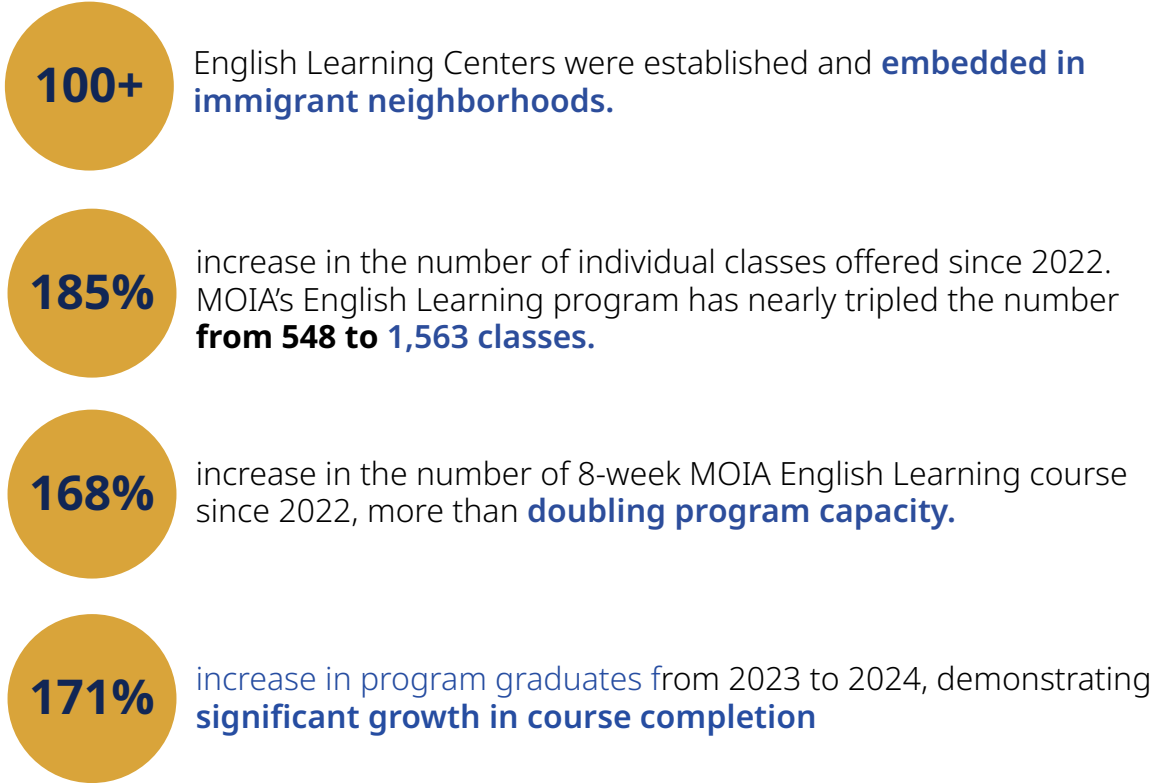 100+
English Learning Centers were established and embedded in
immigrant neighborhoods.
185%
increase in the number of individual classes offered since 2022.
MOIA’s English Learning program has nearly tripled the number
from 548 to 1,563 classes.
168%
increase in the number of 8-week MOIA English Learning course
since 2022, more than doubling program capacity.
171%
increase in program graduates from 2023 to 2024, demonstrating
significant growth in course completion